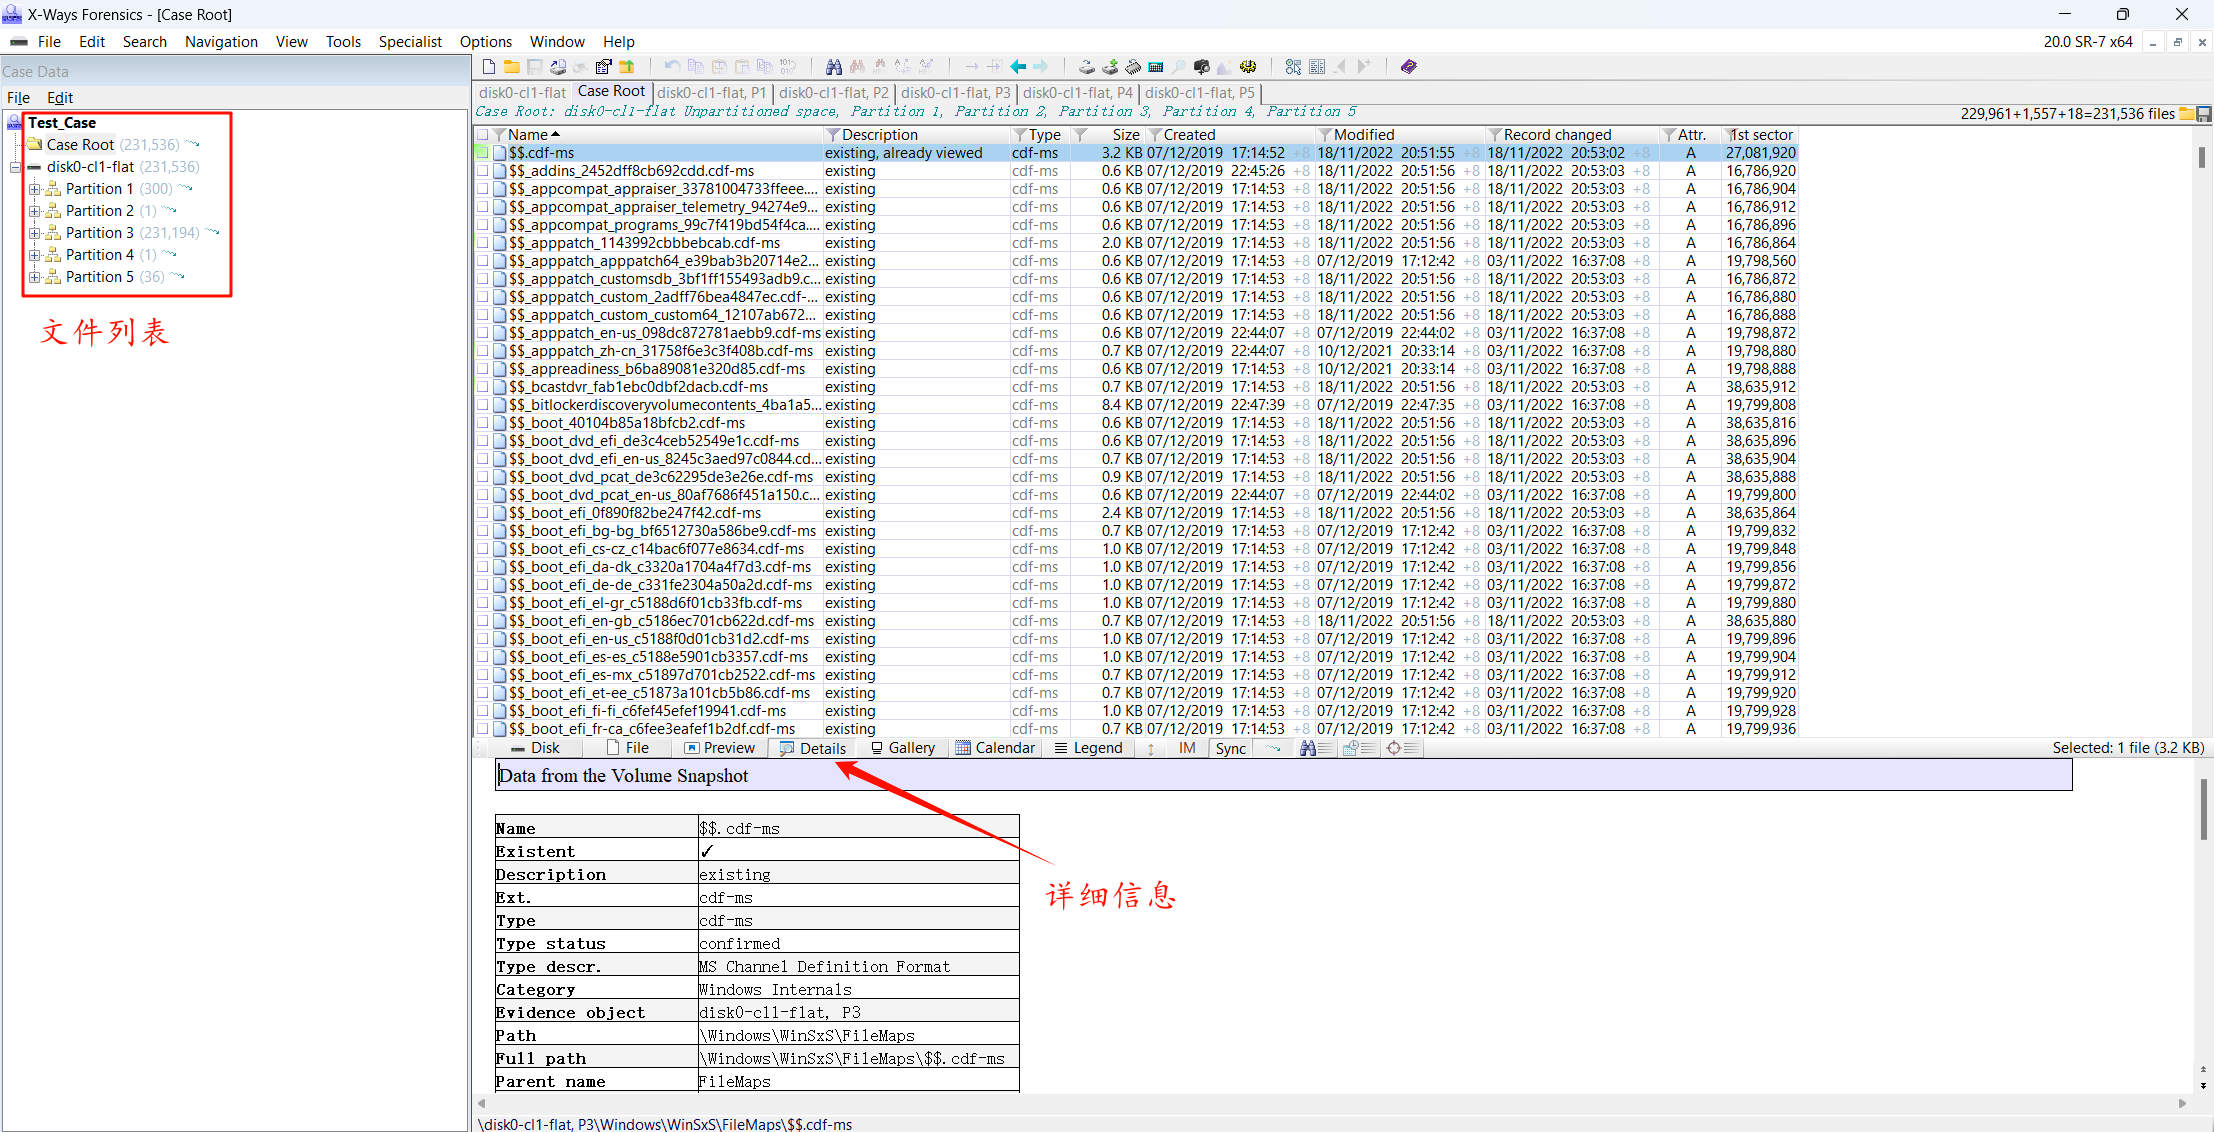 X-Ways Forensics - [Case Root]
File Edit Search Navigation View Tools Specialist Options Window Help 20.0 SR-7 x64
Case Data
File Edit
Test_Case
Case Root (231,536)
disk0-cl1-flat (231,536)
Partition 1 (300)
Partition 2 (1)
Partition 3 (231,194)
Partition 4 (1)
Partition 5 (36)
文件列表
disk0-cl1-flat Case Root disk0-cl1-flat, P1 disk0-cl1-flat, P2 disk0-cl1-flat, P3 disk0-cl1-flat, P4 disk0-cl1-flat, P5
Case Root: disk0-cl1-flat Unpartitioned space, Partition 1, Partition 2, Partition 3, Partition 4, Partition 5 229,961+1,557+18=231,536 files
Name Description Type Size Created Modified Record changed Attr. 1st sector
$$.cdf-ms existing, already viewed cdf-ms 3.2 KB 07/12/2019 17:14:52 +8 18/11/2022 20:51:55 +8 18/11/2022 20:53:02 +8 A 27,081,920
$$_addins_2452dff8cb692cdd.cdf-ms existing cdf-ms 0.6 KB 07/12/2019 22:45:26 +8 18/11/2022 20:51:56 +8 18/11/2022 20:53:03 +8 A 16,786,920
$$_appcompat_appraiser_33781004733ffeee.... existing cdf-ms 0.6 KB 07/12/2019 17:14:53 +8 18/11/2022 20:51:56 +8 18/11/2022 20:53:03 +8 A 16,786,904
$$_appcompat_appraiser_telemetry_94274e9... existing cdf-ms 0.6 KB 07/12/2019 17:14:53 +8 18/11/2022 20:51:56 +8 18/11/2022 20:53:03 +8 A 16,786,912
$$_appcompat_programs_99c7f419bd54f4ca.... existing cdf-ms 0.6 KB 07/12/2019 17:14:53 +8 18/11/2022 20:51:56 +8 18/11/2022 20:53:03 +8 A 16,786,896
$$_apppatch_1143992cbbbebcab.cdf-ms existing cdf-ms 2.0 KB 07/12/2019 17:14:53 +8 18/11/2022 20:51:56 +8 18/11/2022 20:53:03 +8 A 16,786,864
$$_apppatch_apppatch64_e39bab3b20714e2... existing cdf-ms 0.6 KB 07/12/2019 17:14:53 +8 07/12/2019 17:12:42 +8 03/11/2022 16:37:08 +8 A 19,798,560
$$_apppatch_customsdb_3bf1ff155493adb9.c... existing cdf-ms 0.6 KB 07/12/2019 17:14:53 +8 18/11/2022 20:51:56 +8 18/11/2022 20:53:03 +8 A 16,786,872
$$_apppatch_custom_2adff76bea4847ec.cdf-... existing cdf-ms 0.6 KB 07/12/2019 17:14:53 +8 18/11/2022 20:51:56 +8 18/11/2022 20:53:03 +8 A 16,786,880
$$_apppatch_custom_custom64_12107ab672... existing cdf-ms 0.6 KB 07/12/2019 17:14:53 +8 18/11/2022 20:51:56 +8 18/11/2022 20:53:03 +8 A 16,786,888
$$_apppatch_en-us_098dc872781aebb9.cdf-ms existing cdf-ms 0.6 KB 07/12/2019 22:44:07 +8 07/12/2019 22:44:02 +8 03/11/2022 16:37:08 +8 A 19,798,872
$$_apppatch_zh-cn_31758f6e3c3f408b.cdf-ms existing cdf-ms 0.7 KB 07/12/2019 22:44:07 +8 10/12/2021 20:33:14 +8 03/11/2022 16:37:08 +8 A 19,798,880
$$_appreadiness_b6ba89081e320d85.cdf-ms existing cdf-ms 0.6 KB 07/12/2019 17:14:53 +8 10/12/2021 20:33:14 +8 03/11/2022 16:37:08 +8 A 19,798,888
$$_bcastdvr_fab1ebc0dbf2dacb.cdf-ms existing cdf-ms 0.7 KB 07/12/2019 17:14:53 +8 18/11/2022 20:51:56 +8 18/11/2022 20:53:03 +8 A 38,635,912
$$_bitlockerdiscoveryvolumecontents_4ba1a5... existing cdf-ms 8.4 KB 07/12/2019 22:47:39 +8 07/12/2019 22:47:35 +8 03/11/2022 16:37:08 +8 A 19,799,808
$$_boot_40104b85a18bfcb2.cdf-ms existing cdf-ms 0.6 KB 07/12/2019 17:14:53 +8 18/11/2022 20:51:56 +8 18/11/2022 20:53:03 +8 A 38,635,816
$$_boot_dvd_efi_de3c4ceb52549e1c.cdf-ms existing cdf-ms 0.6 KB 07/12/2019 17:14:53 +8 18/11/2022 20:51:56 +8 18/11/2022 20:53:03 +8 A 38,635,896
$$_boot_dvd_efi_en-us_8245c3aed97c0844.cd... existing cdf-ms 0.7 KB 07/12/2019 17:14:53 +8 18/11/2022 20:51:56 +8 18/11/2022 20:53:03 +8 A 38,635,904
$$_boot_dvd_pcat_de3c62295de3e26e.cdf-ms existing cdf-ms 0.9 KB 07/12/2019 17:14:53 +8 18/11/2022 20:51:56 +8 18/11/2022 20:53:03 +8 A 38,635,888
$$_boot_dvd_pcat_en-us_80af7686f451a150.c... existing cdf-ms 0.6 KB 07/12/2019 22:44:07 +8 07/12/2019 22:44:02 +8 03/11/2022 16:37:08 +8 A 19,799,800
$$_boot_efi_0f890f82be247f42.cdf-ms existing cdf-ms 2.4 KB 07/12/2019 17:14:53 +8 18/11/2022 20:51:56 +8 18/11/2022 20:53:03 +8 A 38,635,864
$$_boot_efi_bg-bg_bf6512730a586be9.cdf-ms existing cdf-ms 0.7 KB 07/12/2019 17:14:53 +8 07/12/2019 17:12:42 +8 03/11/2022 16:37:08 +8 A 19,799,832
$$_boot_efi_cs-cz_c14bac6f077e8634.cdf-ms existing cdf-ms 1.0 KB 07/12/2019 17:14:53 +8 07/12/2019 17:12:42 +8 03/11/2022 16:37:08 +8 A 19,799,848
$$_boot_efi_da-dk_c3320a1704a4f7d3.cdf-ms existing cdf-ms 1.0 KB 07/12/2019 17:14:53 +8 07/12/2019 17:12:42 +8 03/11/2022 16:37:08 +8 A 19,799,856
$$_boot_efi_de-de_c331fe2304a50a2d.cdf-ms existing cdf-ms 1.0 KB 07/12/2019 17:14:53 +8 07/12/2019 17:12:42 +8 03/11/2022 16:37:08 +8 A 19,799,872
$$_boot_efi_el-gr_c5188d6f01cb33fb.cdf-ms existing cdf-ms 1.0 KB 07/12/2019 17:14:53 +8 07/12/2019 17:12:42 +8 03/11/2022 16:37:08 +8 A 19,799,880
$$_boot_efi_en-gb_c5186ec701cb622d.cdf-ms existing cdf-ms 0.7 KB 07/12/2019 17:14:53 +8 18/11/2022 20:51:56 +8 18/11/2022 20:53:03 +8 A 38,635,880
$$_boot_efi_en-us_c5188f0d01cb31d2.cdf-ms existing cdf-ms 1.0 KB 07/12/2019 17:14:53 +8 07/12/2019 17:12:42 +8 03/11/2022 16:37:08 +8 A 19,799,896
$$_boot_efi_es-es_c5188e5901cb3357.cdf-ms existing cdf-ms 1.0 KB 07/12/2019 17:14:53 +8 07/12/2019 17:12:42 +8 03/11/2022 16:37:08 +8 A 19,799,904
$$_boot_efi_es-mx_c51897d701cb2522.cdf-ms existing cdf-ms 0.7 KB 07/12/2019 17:14:53 +8 07/12/2019 17:12:42 +8 03/11/2022 16:37:08 +8 A 19,799,912
$$_boot_efi_et-ee_c51873a101cb5b86.cdf-ms existing cdf-ms 0.7 KB 07/12/2019 17:14:53 +8 07/12/2019 17:12:42 +8 03/11/2022 16:37:08 +8 A 19,799,920
$$_boot_efi_fi-fi_c6fef45efef19941.cdf-ms existing cdf-ms 1.0 KB 07/12/2019 17:14:53 +8 07/12/2019 17:12:42 +8 03/11/2022 16:37:08 +8 A 19,799,928
$$_boot_efi_fr-ca_c6fee3eafef1b2df.cdf-ms existing cdf-ms 0.7 KB 07/12/2019 17:14:53 +8 07/12/2019 17:12:42 +8 03/11/2022 16:37:08 +8 A 19,799,936
Disk File Preview Details Gallery Calendar Legend IM Sync Selected: 1 file (3.2 KB)
Data from the Volume Snapshot
Name $$.cdf-ms
Existent ✓
Description existing
Ext. cdf-ms
Type cdf-ms
Type status confirmed
Type descr. MS Channel Definition Format
Category Windows Internals
Evidence object disk0-cl1-flat, P3
Path \Windows\WinSxS\FileMaps
Full path \Windows\WinSxS\FileMaps\$$.cdf-ms
Parent name FileMaps
详细信息
\disk0-cl1-flat, P3\Windows\WinSxS\FileMaps\$$.cdf-ms